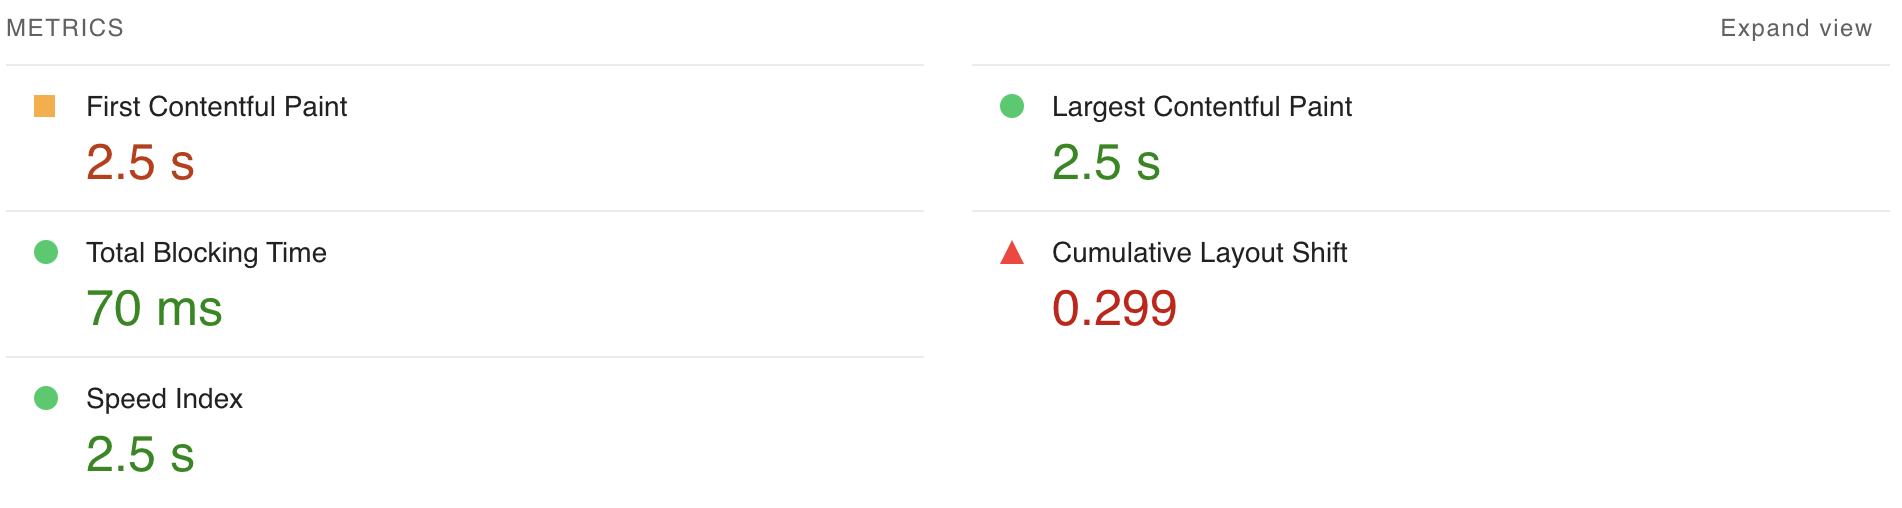 METRICS
Expand view
First Contentful Paint
2.5 s
Largest Contentful Paint
2.5 s
Total Blocking Time
70 ms
Cumulative Layout Shift
0.299
Speed Index
2.5 s